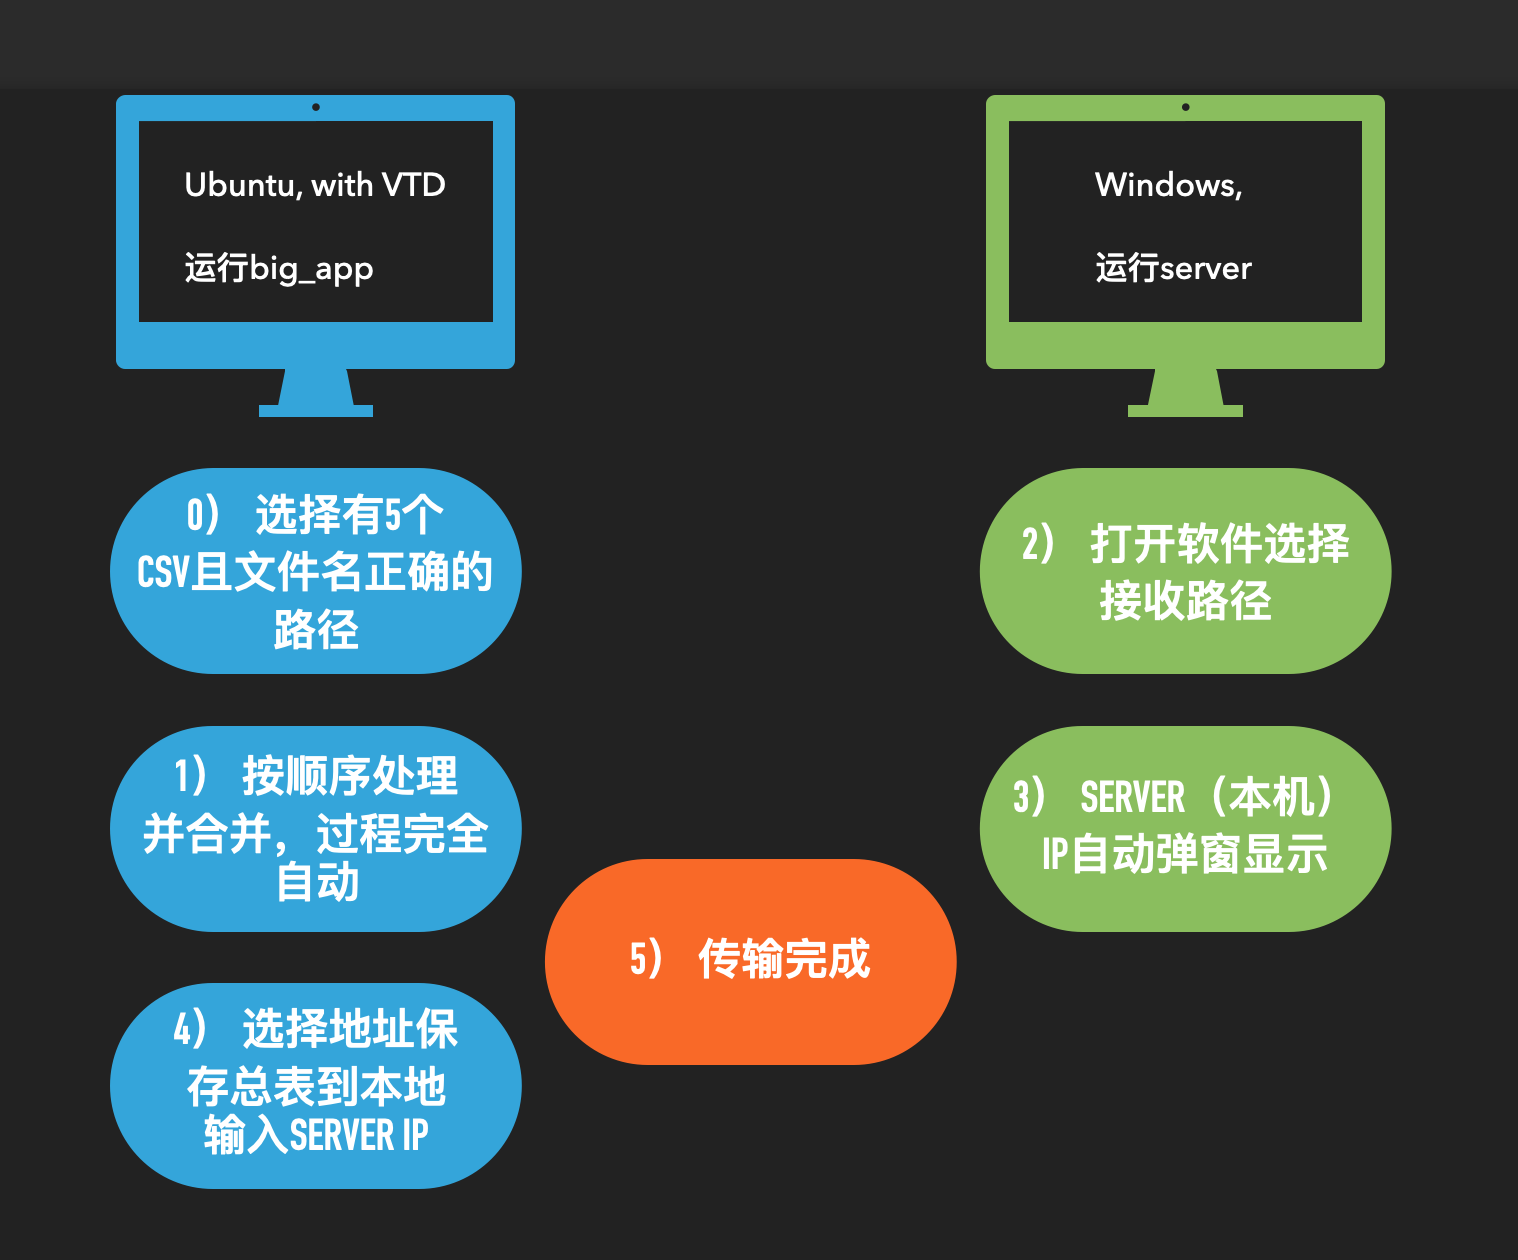 Ubuntu, with VTD
运行big_app
Windows,
运行server
0） 选择有5个
CSV且文件名正确的
路径
2） 打开软件选择
接收路径
1） 按顺序处理
并合并，过程完全
自动
3） SERVER（本机）
IP自动弹窗显示
5） 传输完成
4） 选择地址保
存总表到本地
输入SERVER IP